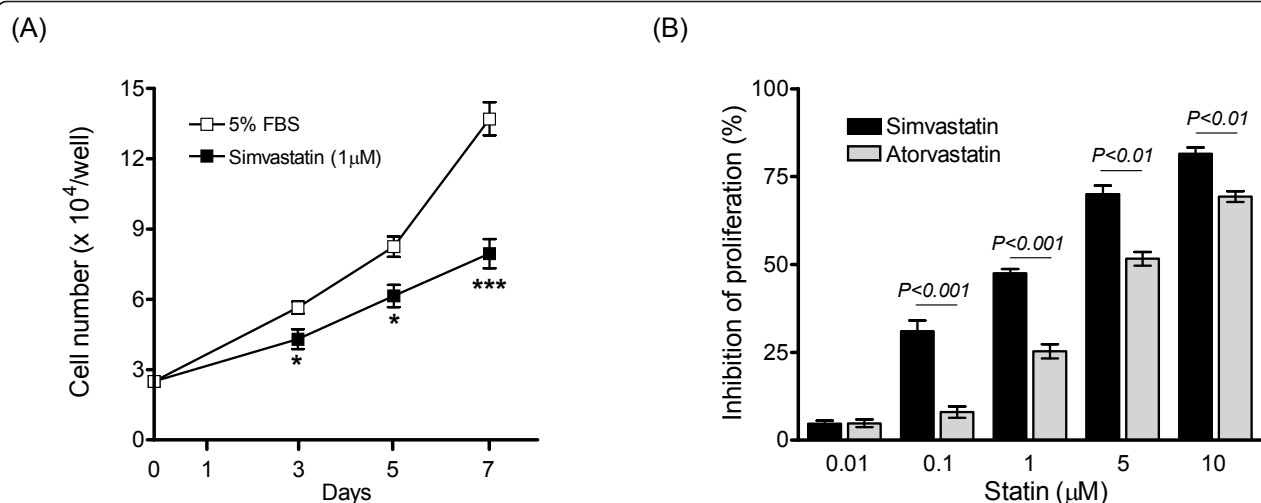 (A)
15
12
9
6
3
0
Cell number (x 10⁴/well)
5% FBS
Simvastatin (1μM)
*
*
***
0 1 3 5 7
Days
(B)
100
75
50
25
0
Inhibition of proliferation (%)
Simvastatin
Atorvastatin
P<0.001
P<0.001
P<0.01
P<0.01
0.01 0.1 1 5 10
Statin (μM)